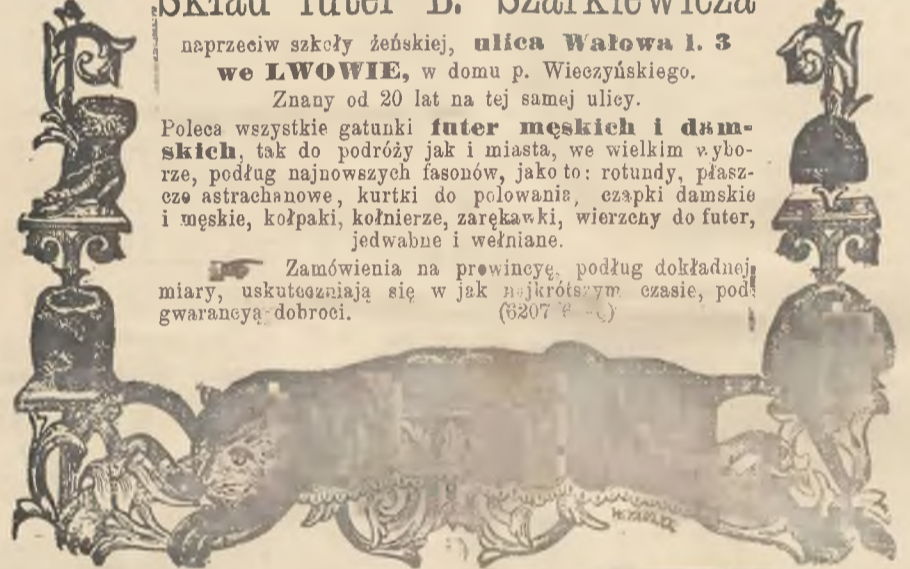 Skład futer B. Szarkiewicza
naprzeciw szkoły żeńskiej, ulica Wałowa l. 3
we LWOWIE, w domu p. Wieczyńskiego.
Znany od 20 lat na tej samej ulicy.
Poleca wszystkie gatunki futer męskich i dam-
skich, tak do podróży jak i miasta, we wielkim wybo-
rze, podług najnowszych fasonów, jako to: rotundy, płasz-
cze astrachanowe, kurtki do polowania, czapki damskie
i męskie, kołpaki, kołnierze, zarękawki, wierzchy do futer,
jedwabne i wełniane.
Zamówienia na prowincyę, podług dokładnej
miary, uskuteczniają się w jak najkrótszym czasie, pod
gwarancyą dobroci. (6207